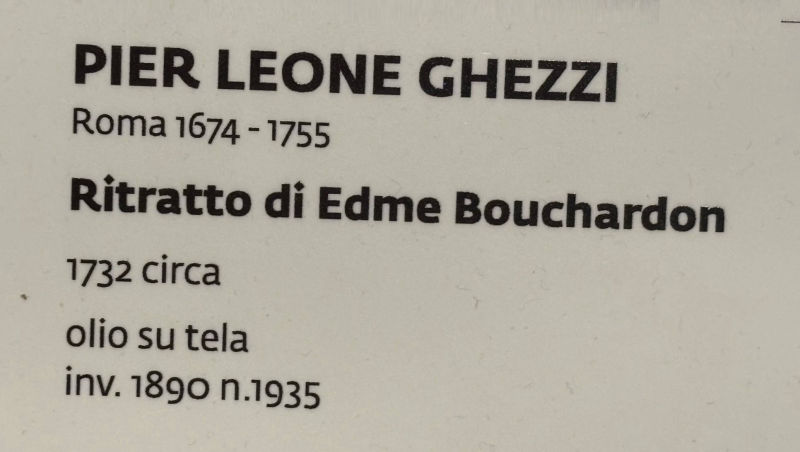 PIER LEONE GHEZZI
Roma 1674 - 1755
Ritratto di Edme Bouchardon
1732 circa
olio su tela
inv. 1890 n.1935